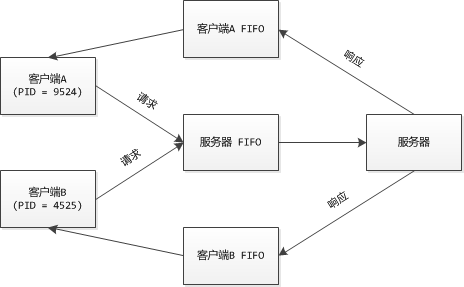 客户端A FIFO
响应
客户端A
(PID = 9524)
请求
服务器 FIFO
服务器
请求
客户端B
(PID = 4525)
响应
客户端B FIFO